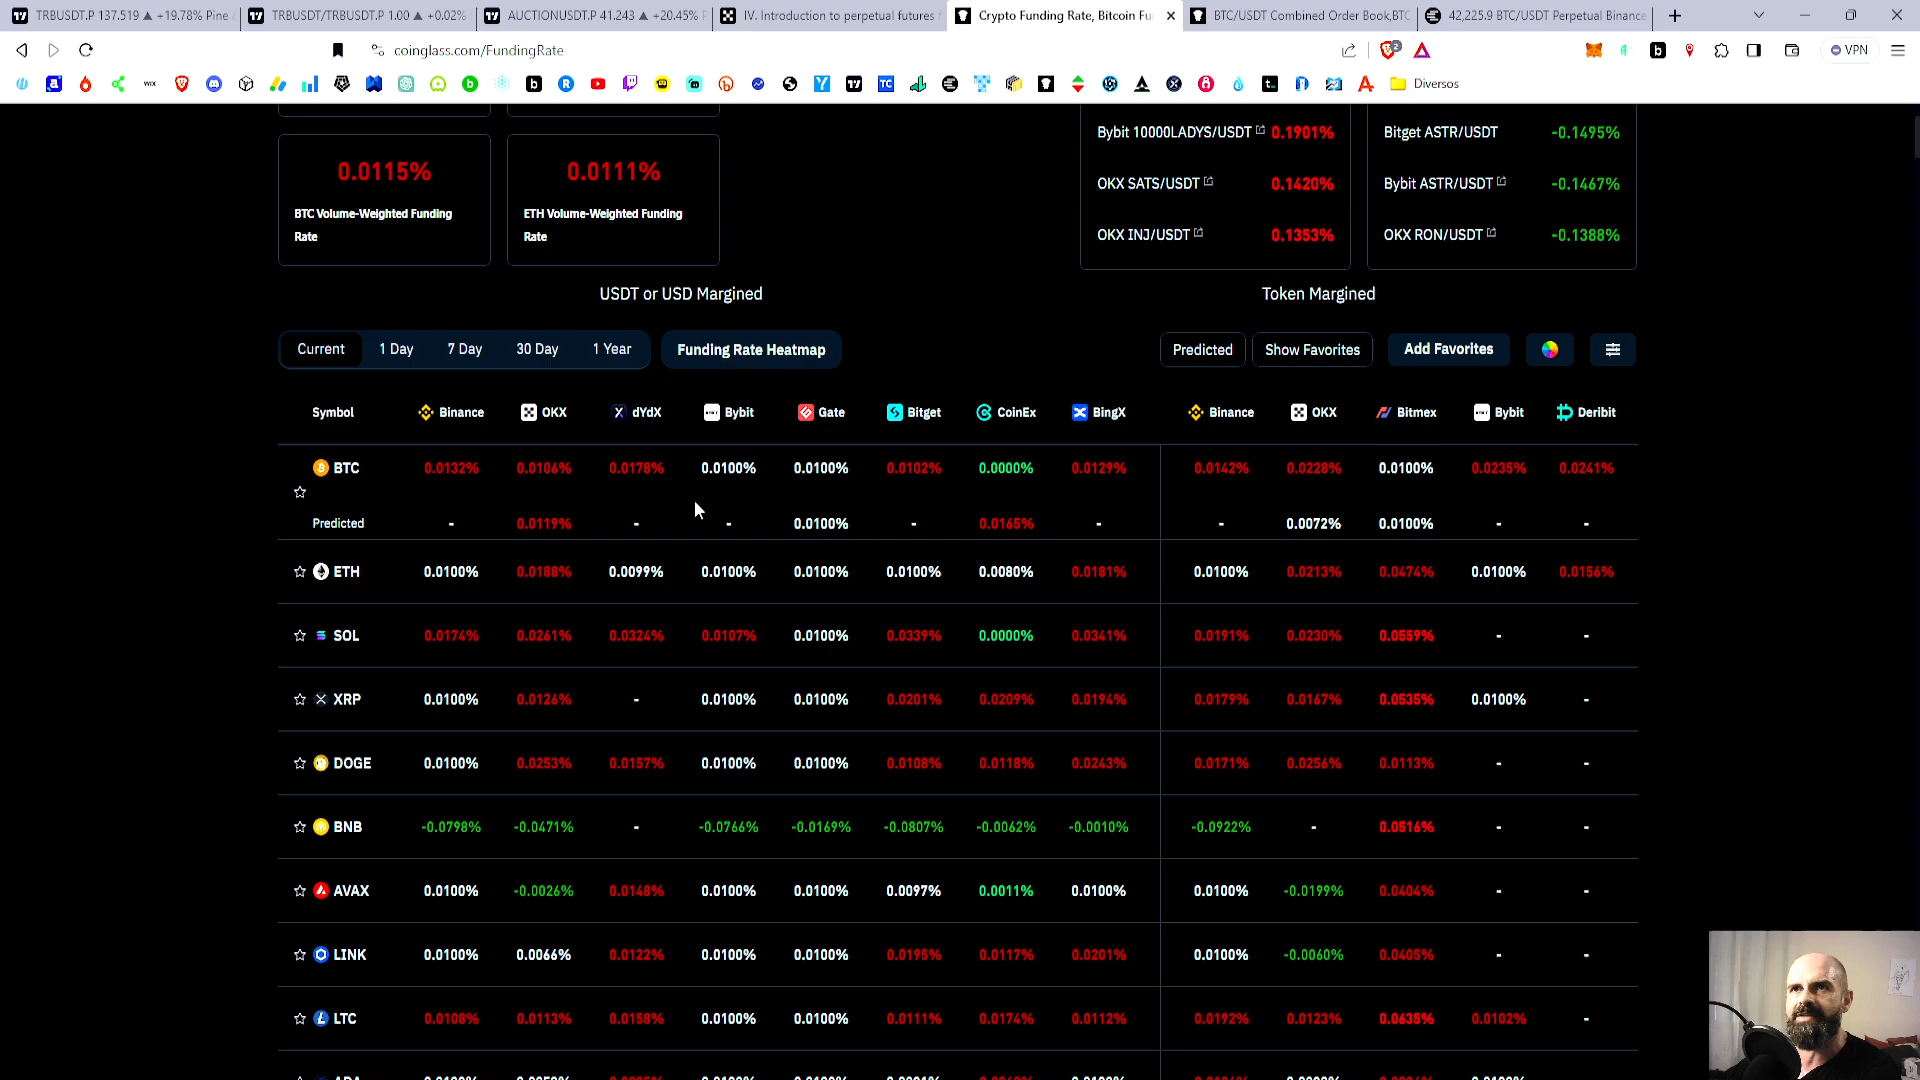 TRBUSDT.P 137.519 ▲ +19.78% Pine
TRBUSDT/TRBUSDT.P 1.00 ▲ +0.02%
AUCTIONUSDT.P 41.243 ▲ +20.45%
IV. Introduction to perpetual futures
Crypto Funding Rate, Bitcoin Fu
BTC/USDT Combined Order Book,BTC
42,225.9 BTC/USDT Perpetual Binance
coinglass.com/FundingRate
2
VPN
Diversos
0.0115%
BTC Volume-Weighted Funding
Rate
0.0111%
ETH Volume-Weighted Funding
Rate
Bybit 10000LADYS/USDT 0.1901%
OKX SATS/USDT 0.1420%
OKX INJ/USDT 0.1353%
Bitget ASTR/USDT -0.1495%
Bybit ASTR/USDT -0.1467%
OKX RON/USDT -0.1388%
USDT or USD Margined
Token Margined
Current 1 Day 7 Day 30 Day 1 Year Funding Rate Heatmap Predicted Show Favorites Add Favorites
Symbol Binance OKX dYdX Bybit Gate Bitget CoinEx BingX Binance OKX Bitmex Bybit Deribit
BTC 0.0132% 0.0106% 0.0178% 0.0100% 0.0100% 0.0102% 0.0000% 0.0129% 0.0142% 0.0228% 0.0100% 0.0235% 0.0241%
Predicted - 0.0119% - - 0.0100% - 0.0165% - - 0.0072% 0.0100% - -
ETH 0.0100% 0.0188% 0.0099% 0.0100% 0.0100% 0.0100% 0.0080% 0.0181% 0.0100% 0.0213% 0.0474% 0.0100% 0.0156%
SOL 0.0174% 0.0261% 0.0324% 0.0107% 0.0100% 0.0339% 0.0000% 0.0341% 0.0191% 0.0230% 0.0559% - -
XRP 0.0100% 0.0126% - 0.0100% 0.0100% 0.0201% 0.0209% 0.0194% 0.0179% 0.0167% 0.0535% 0.0100% -
DOGE 0.0100% 0.0253% 0.0157% 0.0100% 0.0100% 0.0108% 0.0118% 0.0243% 0.0171% 0.0256% 0.0113% - -
BNB -0.0798% -0.0471% - -0.0766% -0.0169% -0.0807% -0.0062% -0.0010% -0.0922% - 0.0516% - -
AVAX 0.0100% -0.0026% 0.0148% 0.0100% 0.0100% 0.0097% 0.0011% 0.0100% 0.0100% -0.0199% 0.0404% - -
LINK 0.0100% 0.0066% 0.0122% 0.0100% 0.0100% 0.0195% 0.0117% 0.0201% 0.0100% -0.0060% 0.0405% - -
LTC 0.0108% 0.0113% 0.0158% 0.0100% 0.0100% 0.0111% 0.0174% 0.0112% 0.0192% 0.0123% 0.0635% 0.0102% -